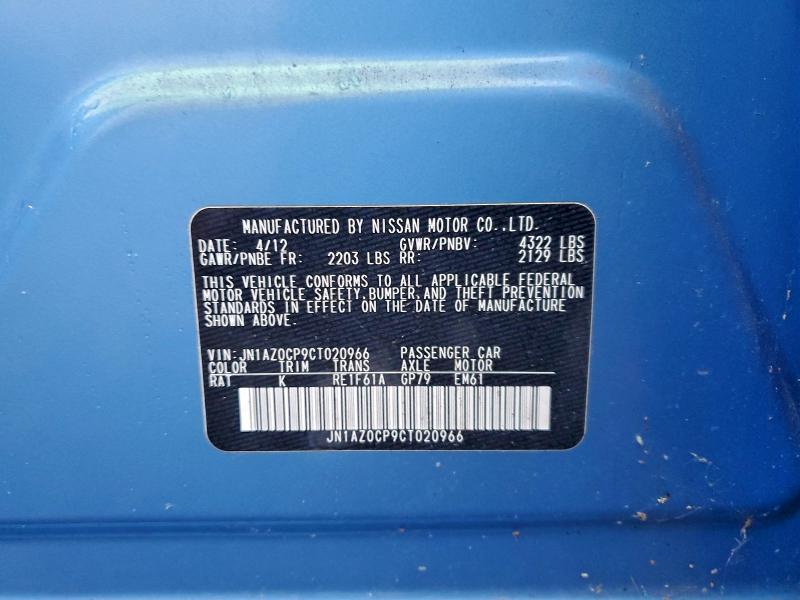 MANUFACTURED BY NISSAN MOTOR CO.,LTD.
DATE: 4/12 GVWR/PNBV: 4322 LBS
GAWR/PNBE FR: 2203 LBS RR: 2129 LBS
THIS VEHICLE CONFORMS TO ALL APPLICABLE FEDERAL
MOTOR VEHICLE SAFETY,BUMPER,AND THEFT PREVENTION
STANDARDS IN EFFECT ON THE DATE OF MANUFACTURE
SHOWN ABOVE.
VIN:JN1AZ0CP9CT020966 PASSENGER CAR
COLOR TRIM TRANS AXLE MOTOR
RAT K RE1F61A GP79 EM61
JN1AZ0CP9CT020966